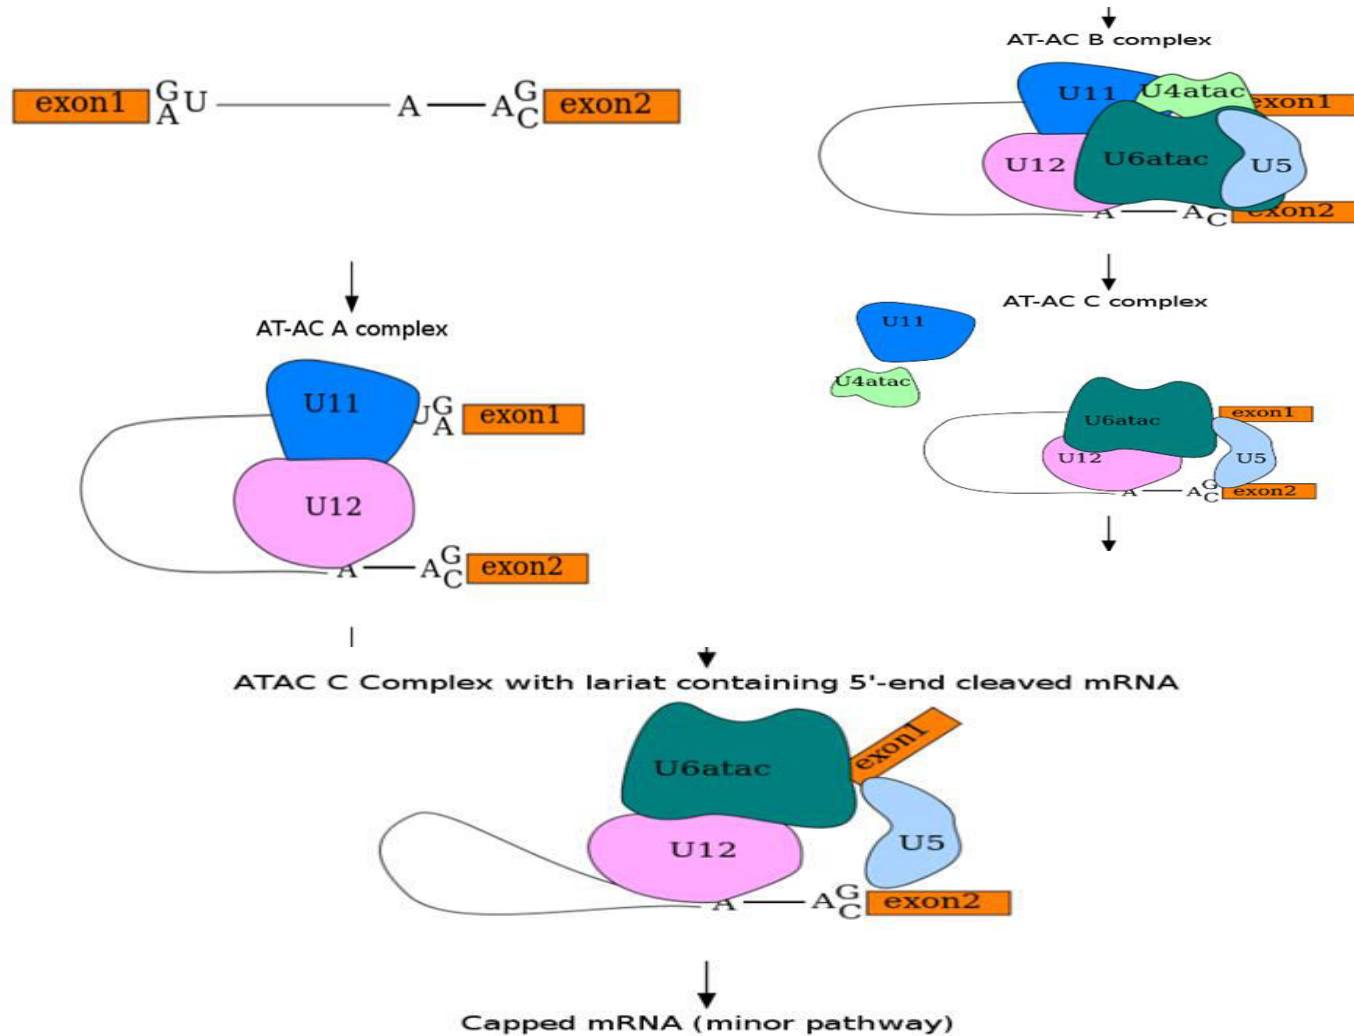 exon1 G A U A A G C exon2
AT-AC A complex
U11
U G A exon1
U12
A A G C exon2
AT-AC B complex
U11 U4atac exon1
U12 U6atac U5
A A C exon2
AT-AC C complex
U11
U4atac
U6atac exon1
U12 U5
A A G C exon2
ATAC C Complex with lariat containing 5'-end cleaved mRNA
U6atac exon1
U12 U5
A A G C exon2
Capped mRNA (minor pathway)